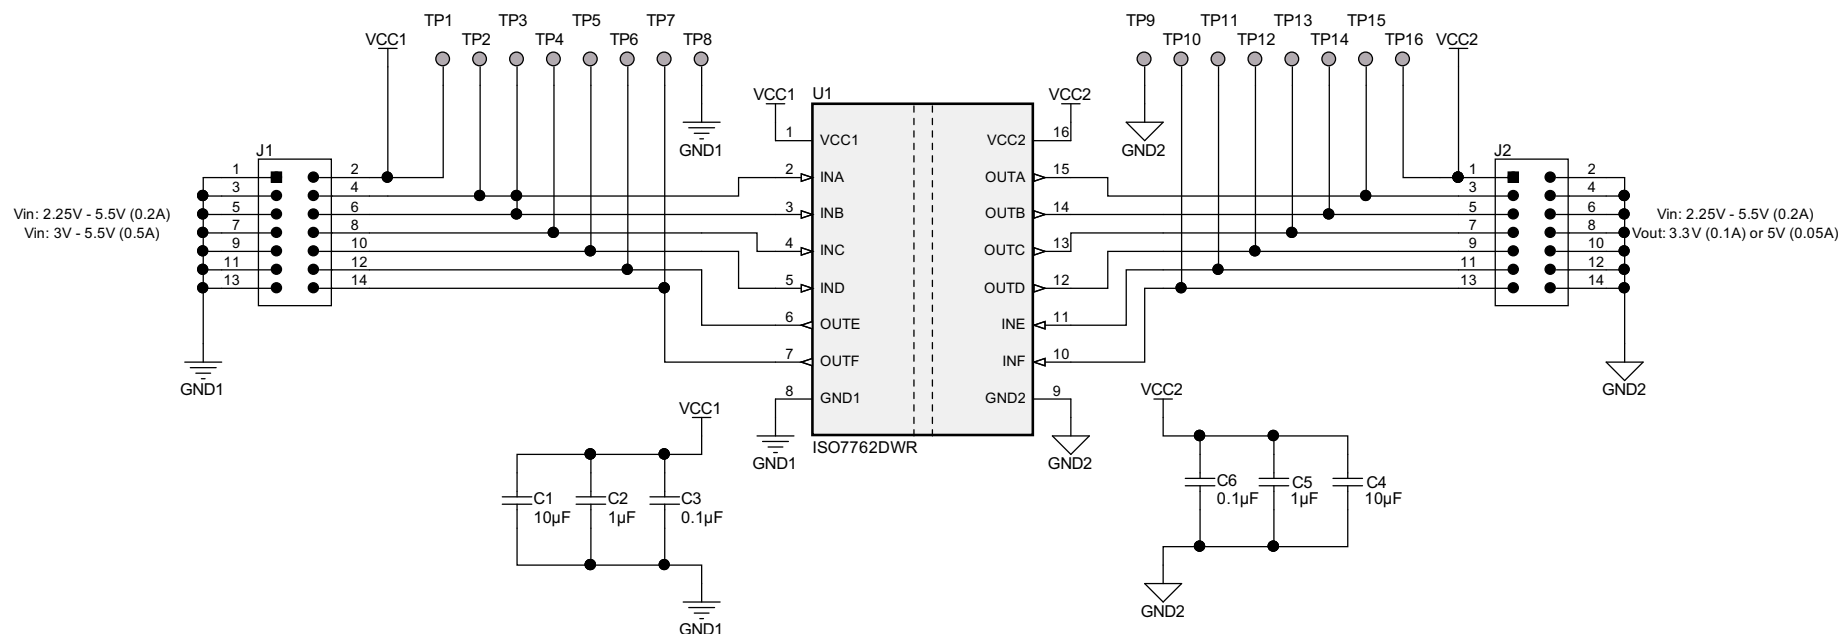 TP1 TP3 TP5 TP7
VCC1 TP2 TP4 TP6 TP8
TP9 TP11 TP13 TP15
TP10 TP12 TP14 TP16 VCC2
GND1
GND2
J1
1 2
3 4
5 6
7 8
9 10
11 12
13 14
Vin: 2.25V - 5.5V (0.2A)
Vin: 3V - 5.5V (0.5A)
GND1
VCC1
U1
VCC2
1 VCC1 VCC2 16
2 INA OUTA 15
3 INB OUTB 14
4 INC OUTC 13
5 IND OUTD 12
6 OUTE INE 11
7 OUTF INF 10
8 GND1 GND2 9
GND1
ISO7762DWR
GND2
J2
1 2
3 4
5 6
7 8
9 10
11 12
13 14
Vin: 2.25V - 5.5V (0.2A)
Vout: 3.3V (0.1A) or 5V (0.05A)
GND2
VCC1
C1
10µF
C2
1µF
C3
0.1µF
GND1
VCC2
C6
0.1µF
C5
1µF
C4
10µF
GND2